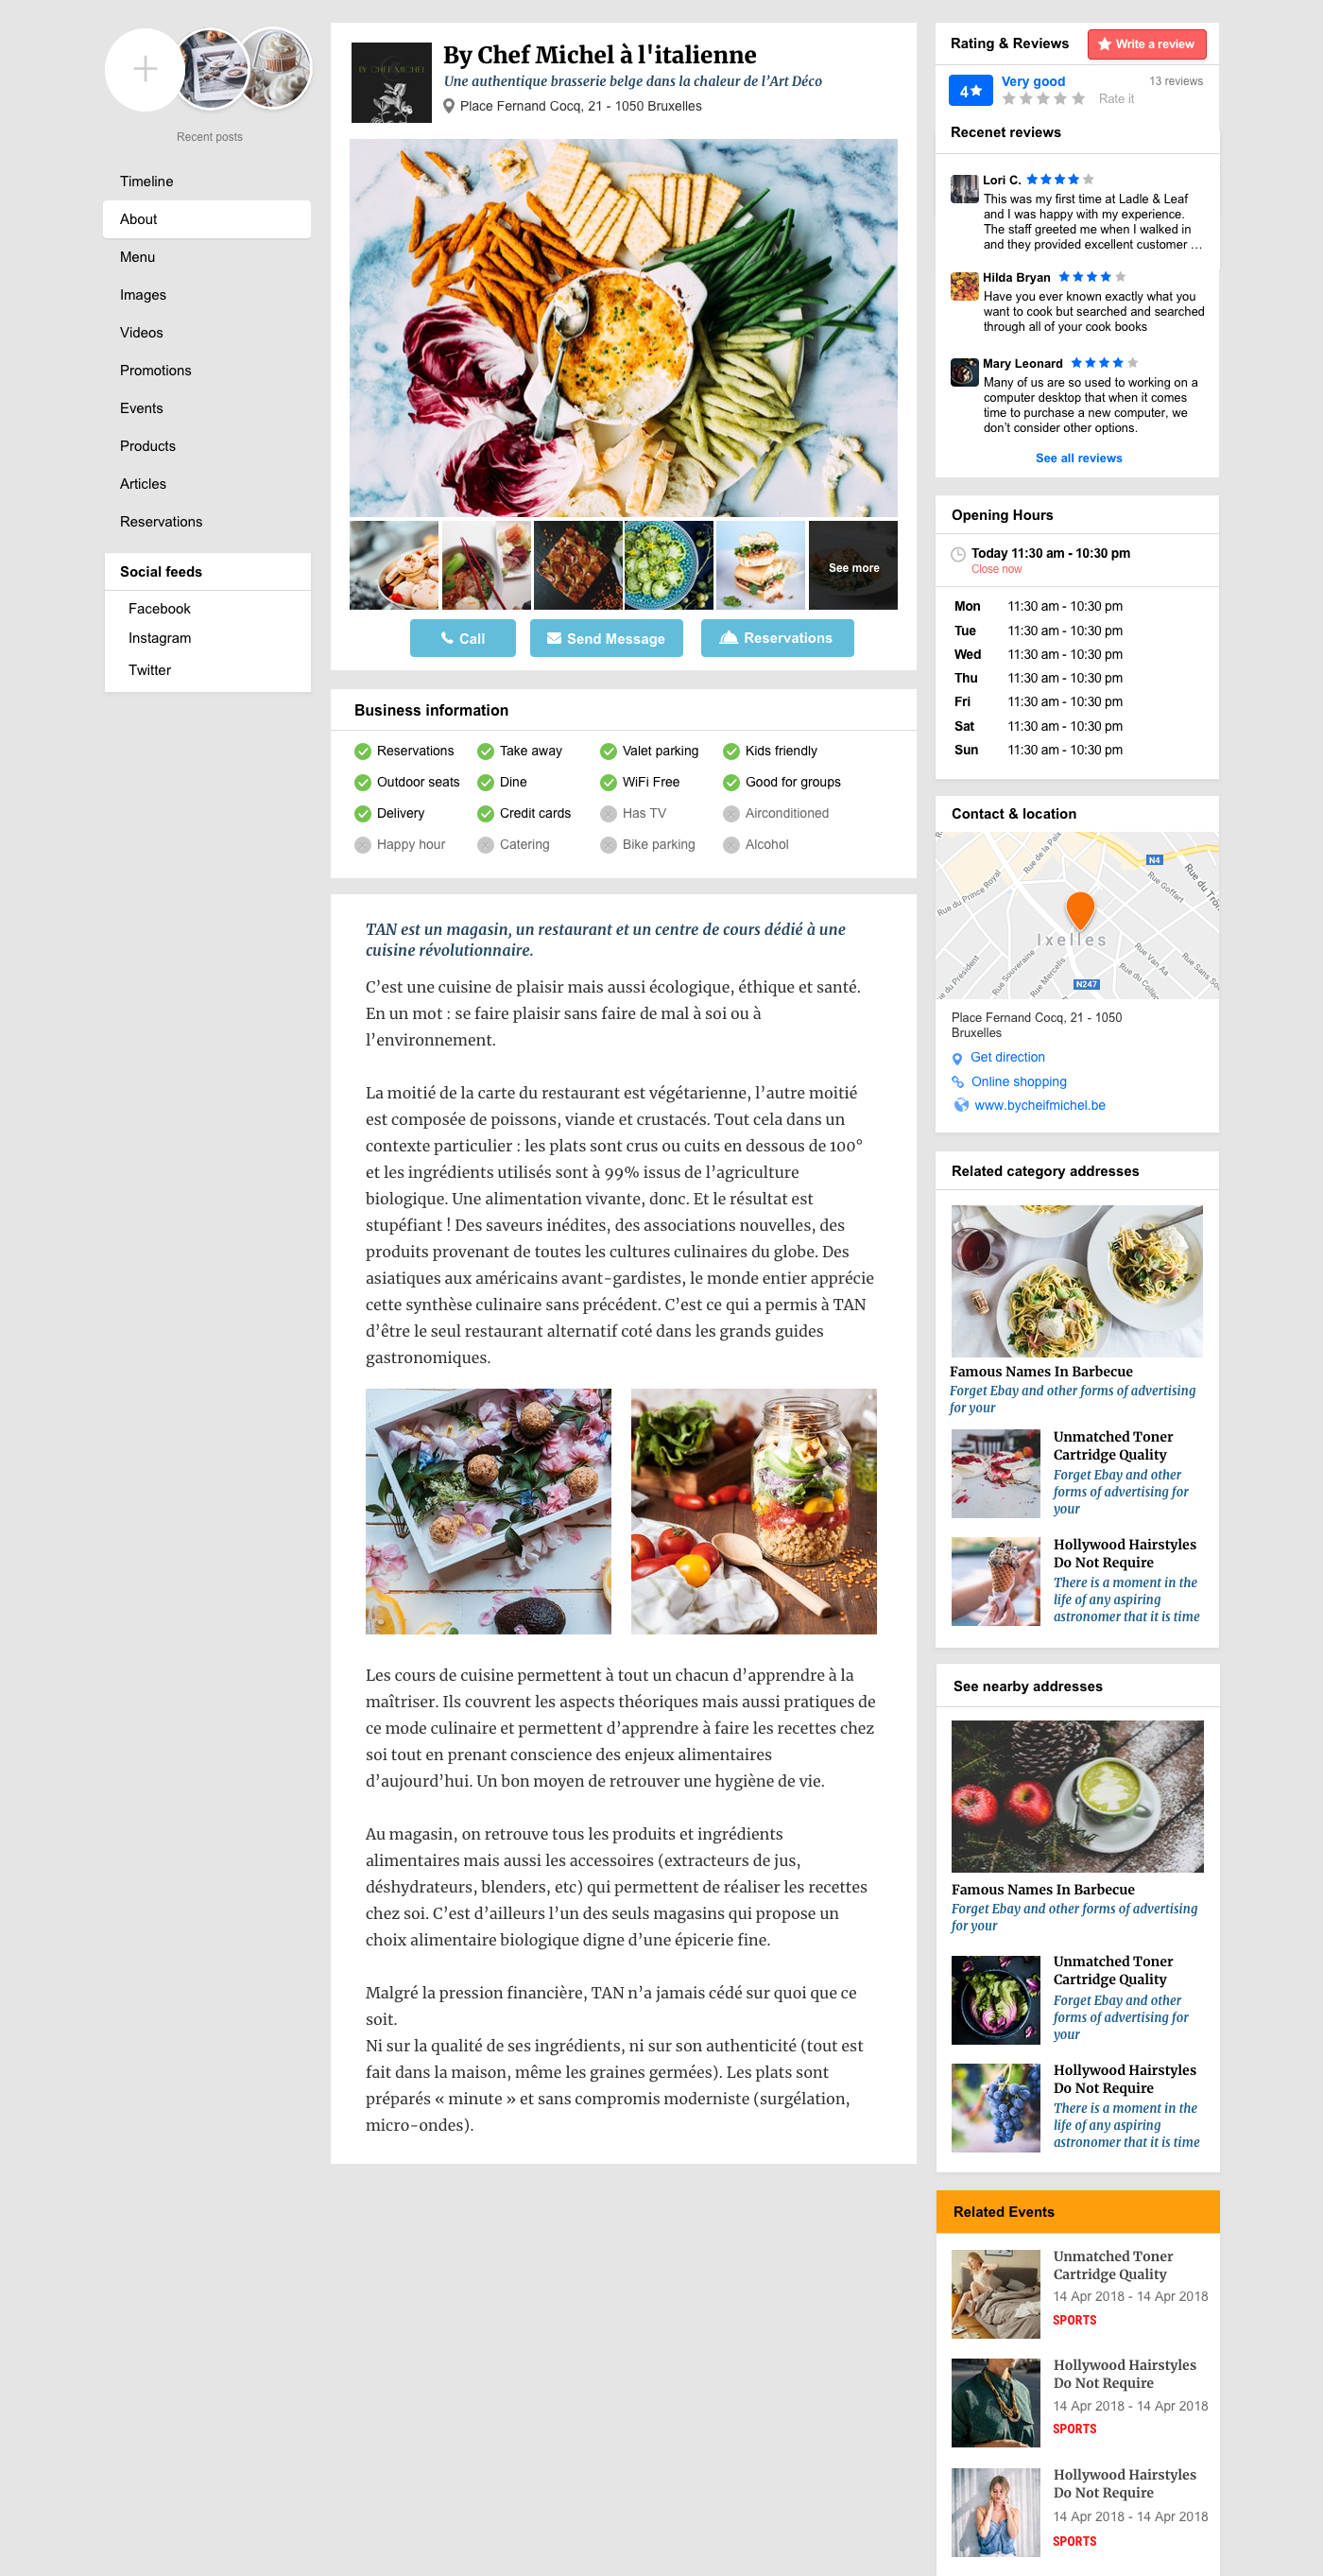 Recent posts
Timeline
About
Menu
Images
Videos
Promotions
Events
Products
Articles
Reservations
Social feeds
Facebook
Instagram
Twitter
BY CHEF MICHEL
By Chef Michel à l'italienne
Une authentique brasserie belge dans la chaleur de l’Art Déco
Place Fernand Cocq, 21 - 1050 Bruxelles
See more
Call
Send Message
Reservations
Business information
Reservations
Take away
Valet parking
Kids friendly
Outdoor seats
Dine
WiFi Free
Good for groups
Delivery
Credit cards
Has TV
Airconditioned
Happy hour
Catering
Bike parking
Alcohol
TAN est un magasin, un restaurant et un centre de cours dédié à une
cuisine révolutionnaire.
C’est une cuisine de plaisir mais aussi écologique, éthique et santé.
En un mot : se faire plaisir sans faire de mal à soi ou à
l’environnement.
La moitié de la carte du restaurant est végétarienne, l’autre moitié
est composée de poissons, viande et crustacés. Tout cela dans un
contexte particulier : les plats sont crus ou cuits en dessous de 100°
et les ingrédients utilisés sont à 99% issus de l’agriculture
biologique. Une alimentation vivante, donc. Et le résultat est
stupéfiant ! Des saveurs inédites, des associations nouvelles, des
produits provenant de toutes les cultures culinaires du globe. Des
asiatiques aux américains avant-gardistes, le monde entier apprécie
cette synthèse culinaire sans précédent. C’est ce qui a permis à TAN
d’être le seul restaurant alternatif coté dans les grands guides
gastronomiques.
Les cours de cuisine permettent à tout un chacun d’apprendre à la
maîtriser. Ils couvrent les aspects théoriques mais aussi pratiques de
ce mode culinaire et permettent d’apprendre à faire les recettes chez
soi tout en prenant conscience des enjeux alimentaires
d’aujourd’hui. Un bon moyen de retrouver une hygiène de vie.
Au magasin, on retrouve tous les produits et ingrédients
alimentaires mais aussi les accessoires (extracteurs de jus,
déshydrateurs, blenders, etc) qui permettent de réaliser les recettes
chez soi. C’est d’ailleurs l’un des seuls magasins qui propose un
choix alimentaire biologique digne d’une épicerie fine.
Malgré la pression financière, TAN n’a jamais cédé sur quoi que ce
soit.
Ni sur la qualité de ses ingrédients, ni sur son authenticité (tout est
fait dans la maison, même les graines germées). Les plats sont
préparés « minute » et sans compromis moderniste (surgélation,
micro-ondes).
Rating & Reviews
Write a review
4
Very good
13 reviews
Rate it
Recenet reviews
Lori C.
This was my first time at Ladle & Leaf
and I was happy with my experience.
The staff greeted me when I walked in
and they provided excellent customer ...
Hilda Bryan
Have you ever known exactly what you
want to cook but searched and searched
through all of your cook books
Mary Leonard
Many of us are so used to working on a
computer desktop that when it comes
time to purchase a new computer, we
don’t consider other options.
See all reviews
Opening Hours
Today 11:30 am - 10:30 pm
Close now
Mon 11:30 am - 10:30 pm
Tue 11:30 am - 10:30 pm
Wed 11:30 am - 10:30 pm
Thu 11:30 am - 10:30 pm
Fri 11:30 am - 10:30 pm
Sat 11:30 am - 10:30 pm
Sun 11:30 am - 10:30 pm
Contact & location
Rue de la Paix
N4
Rue du Trôn
Rue Goffart
Rue du Prince Royal
Ixelles
Rue Van Aa
Rue Sans So
Rue Souveraine
Rue Mercelis
Rue du Collèg
e du Président
N247
Place Fernand Cocq, 21 - 1050
Bruxelles
Get direction
Online shopping
www.bycheifmichel.be
Related category addresses
Famous Names In Barbecue
Forget Ebay and other forms of advertising
for your
Unmatched Toner
Cartridge Quality
Forget Ebay and other
forms of advertising for
your
Hollywood Hairstyles
Do Not Require
There is a moment in the
life of any aspiring
astronomer that it is time
See nearby addresses
Famous Names In Barbecue
Forget Ebay and other forms of advertising
for your
Unmatched Toner
Cartridge Quality
Forget Ebay and other
forms of advertising for
your
Hollywood Hairstyles
Do Not Require
There is a moment in the
life of any aspiring
astronomer that it is time
Related Events
Unmatched Toner
Cartridge Quality
14 Apr 2018 - 14 Apr 2018
SPORTS
Hollywood Hairstyles
Do Not Require
14 Apr 2018 - 14 Apr 2018
SPORTS
Hollywood Hairstyles
Do Not Require
14 Apr 2018 - 14 Apr 2018
SPORTS